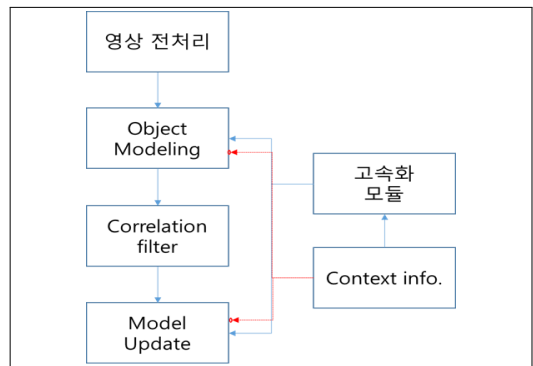 영상 전처리
Object
Modeling
고속화
모듈
Correlation
filter
Context info.
Model
Update